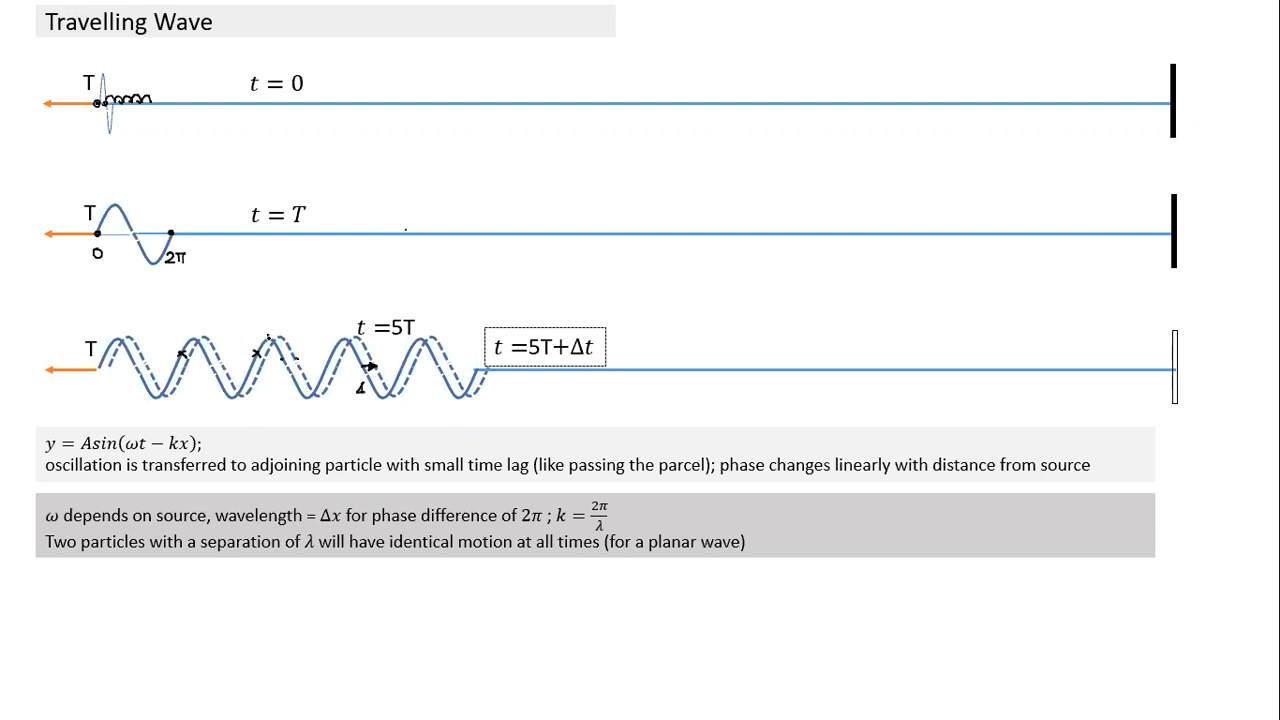 Travelling Wave
T
t = 0
T
t = T
0
2π
t =5T
T
t =5T+Δt
y = Asin(ωt − kx);
oscillation is transferred to adjoining particle with small time lag (like passing the parcel); phase changes linearly with distance from source
ω depends on source, wavelength = Δx for phase difference of 2π ; k = 2π/λ
Two particles with a separation of λ will have identical motion at all times (for a planar wave)